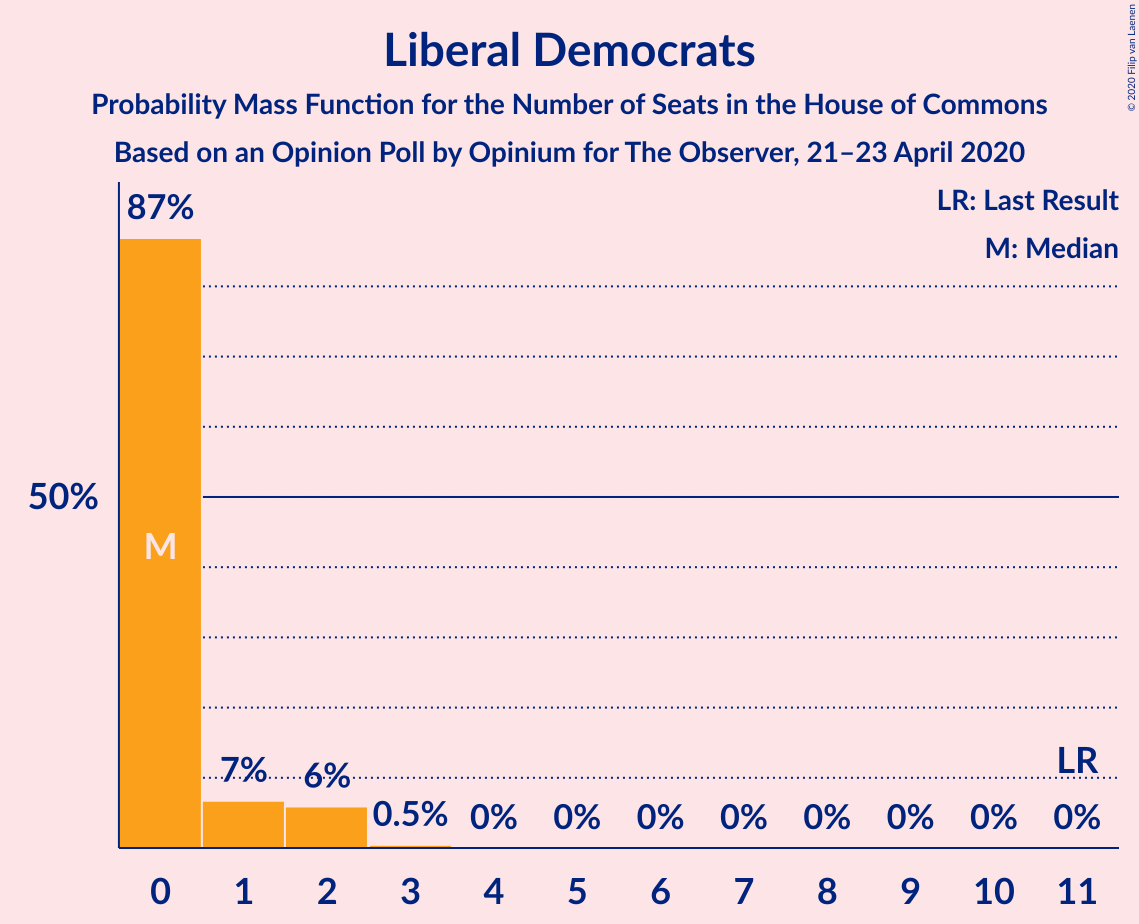 Liberal Democrats
Probability Mass Function for the Number of Seats in the House of Commons
Based on an Opinion Poll by Opinium for The Observer, 21–23 April 2020
© 2020 Filip van Laenen
LR: Last Result
M: Median
87%
50%
M
7%
6%
0.5%
0%
0%
0%
0%
0%
0%
0%
LR
0%
0 1 2 3 4 5 6 7 8 9 10 11